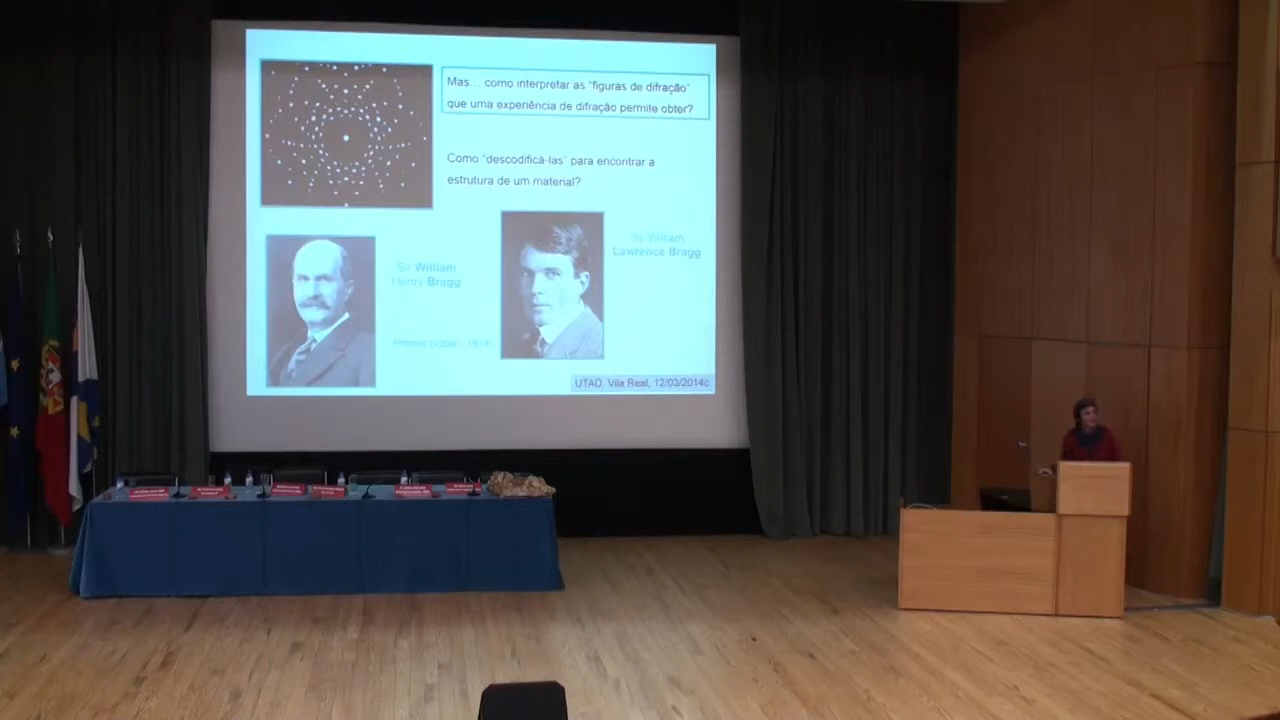 Mas... como interpretar as "figuras de difração"
que uma experiência de difração permite obter?
Como "descodificá-las" para encontrar a
estrutura de um material?
Sir William
Henry Bragg
Sir William
Lawrence Bragg
Prémio Nobel - 1914
UTAD, Vila Real, 12/03/2014c